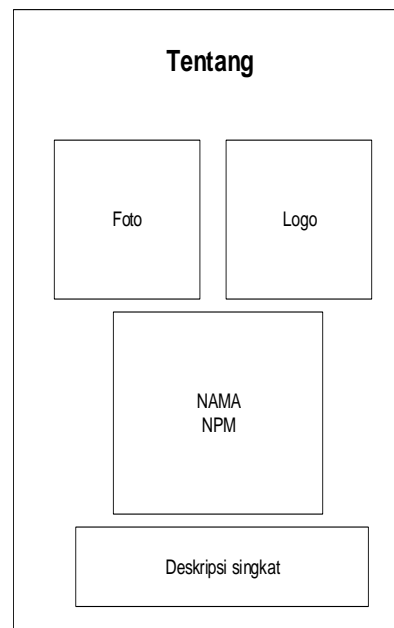 Tentang
Foto
Logo
NAMA
NPM
Deskripsi singkat